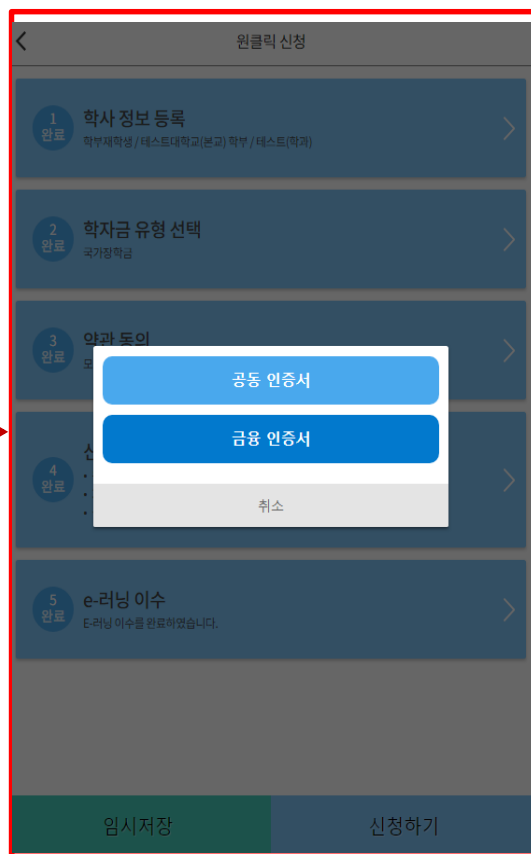 원클릭 신청
1
완료
학사 정보 등록
학부재학생 / 테스트대학교(본교) 학부 / 테스트(학과)
2
완료
학자금 유형 선택
국가장학금
3
완료
약관 동의
공동 인증서
금융 인증서
4
완료
취소
5
완료
e-러닝 이수
E-러닝 이수를 완료하였습니다.
임시저장
신청하기